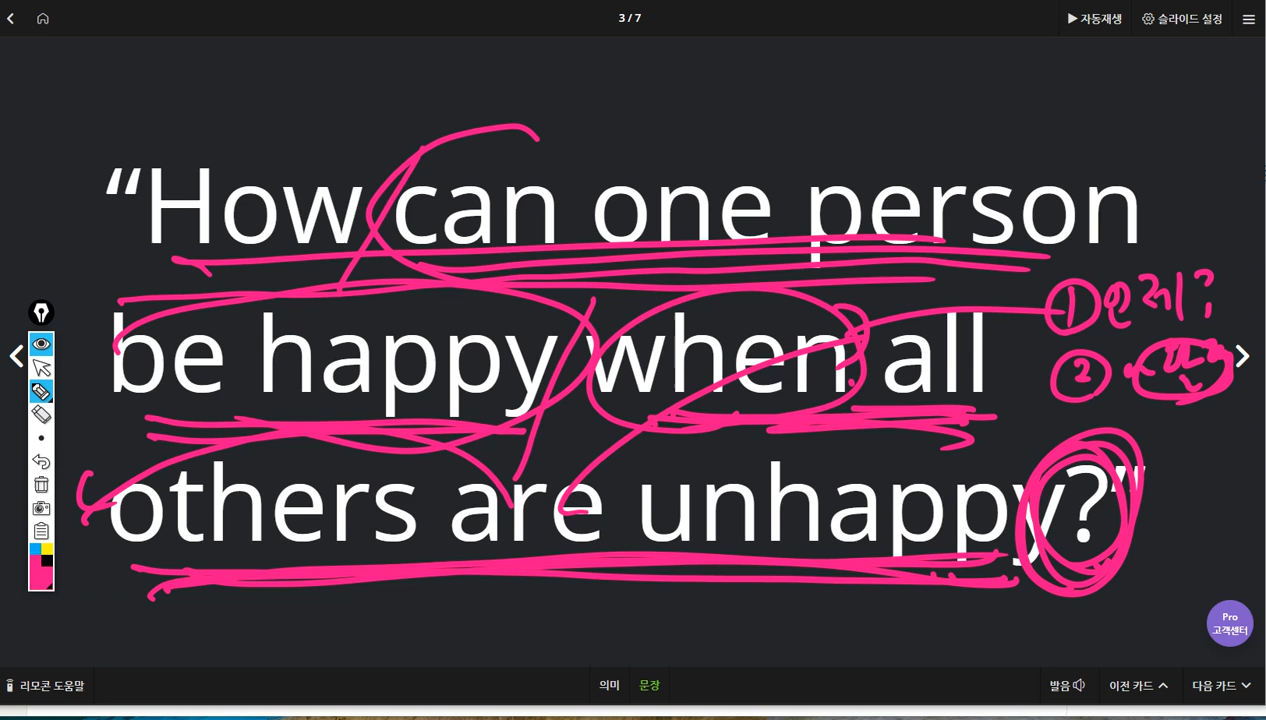 3 / 7
자동재생
슬라이드 설정
“How can one person
be happy when all
others are unhappy?”
① 언제?
②
Pro
고객센터
리모콘 도움말
의미
문장
발음
이전 카드
다음 카드